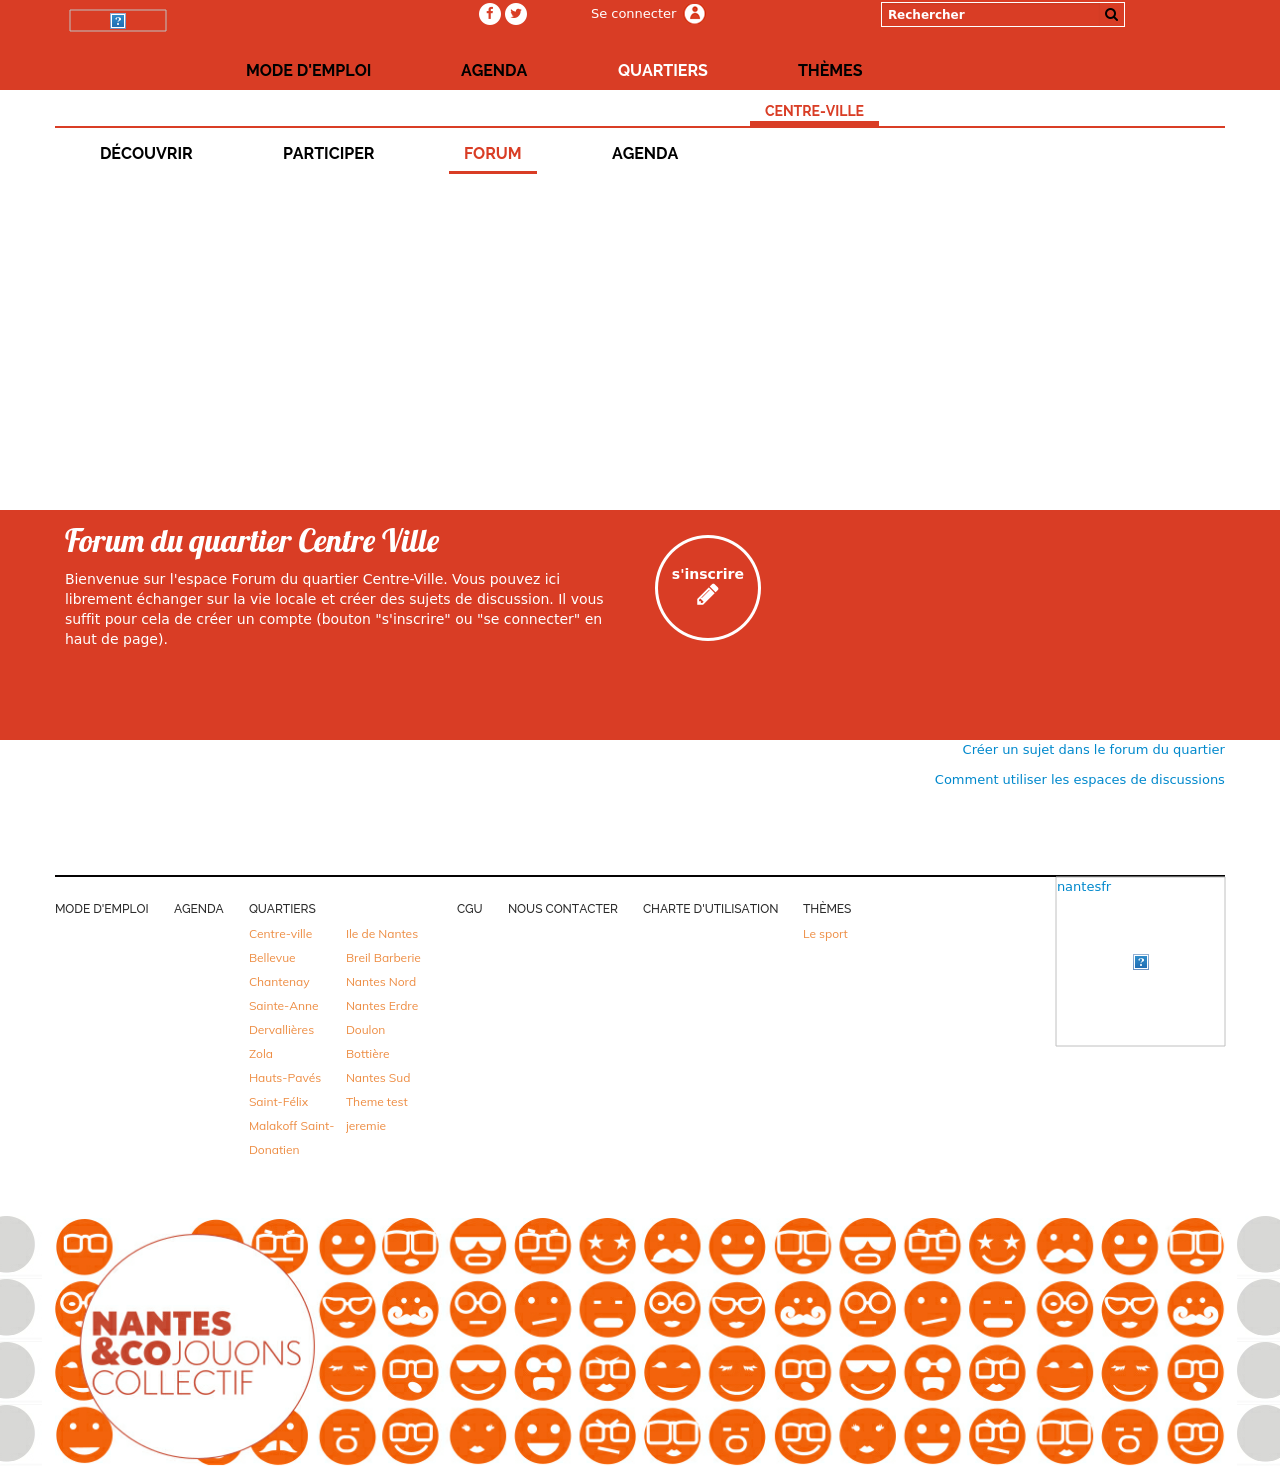 Se connecter
Rechercher
MODE D'EMPLOI
AGENDA
QUARTIERS
THÈMES
CENTRE-VILLE
DÉCOUVRIR
PARTICIPER
FORUM
AGENDA
Forum du quartier Centre Ville
Bienvenue sur l'espace Forum du quartier Centre-Ville. Vous pouvez ici
librement échanger sur la vie locale et créer des sujets de discussion. Il vous
suffit pour cela de créer un compte (bouton "s'inscrire" ou "se connecter" en
haut de page).
s'inscrire
Créer un sujet dans le forum du quartier
Comment utiliser les espaces de discussions
MODE D'EMPLOI
AGENDA
QUARTIERS
Centre-ville
Bellevue
Chantenay
Sainte-Anne
Dervallières
Zola
Hauts-Pavés
Saint-Félix
Malakoff Saint-
Donatien
Ile de Nantes
Breil Barberie
Nantes Nord
Nantes Erdre
Doulon
Bottière
Nantes Sud
Theme test
jeremie
CGU
NOUS CONTACTER
CHARTE D'UTILISATION
THÈMES
Le sport
nantesfr
NANTES
&COJOUONS
COLLECTIF